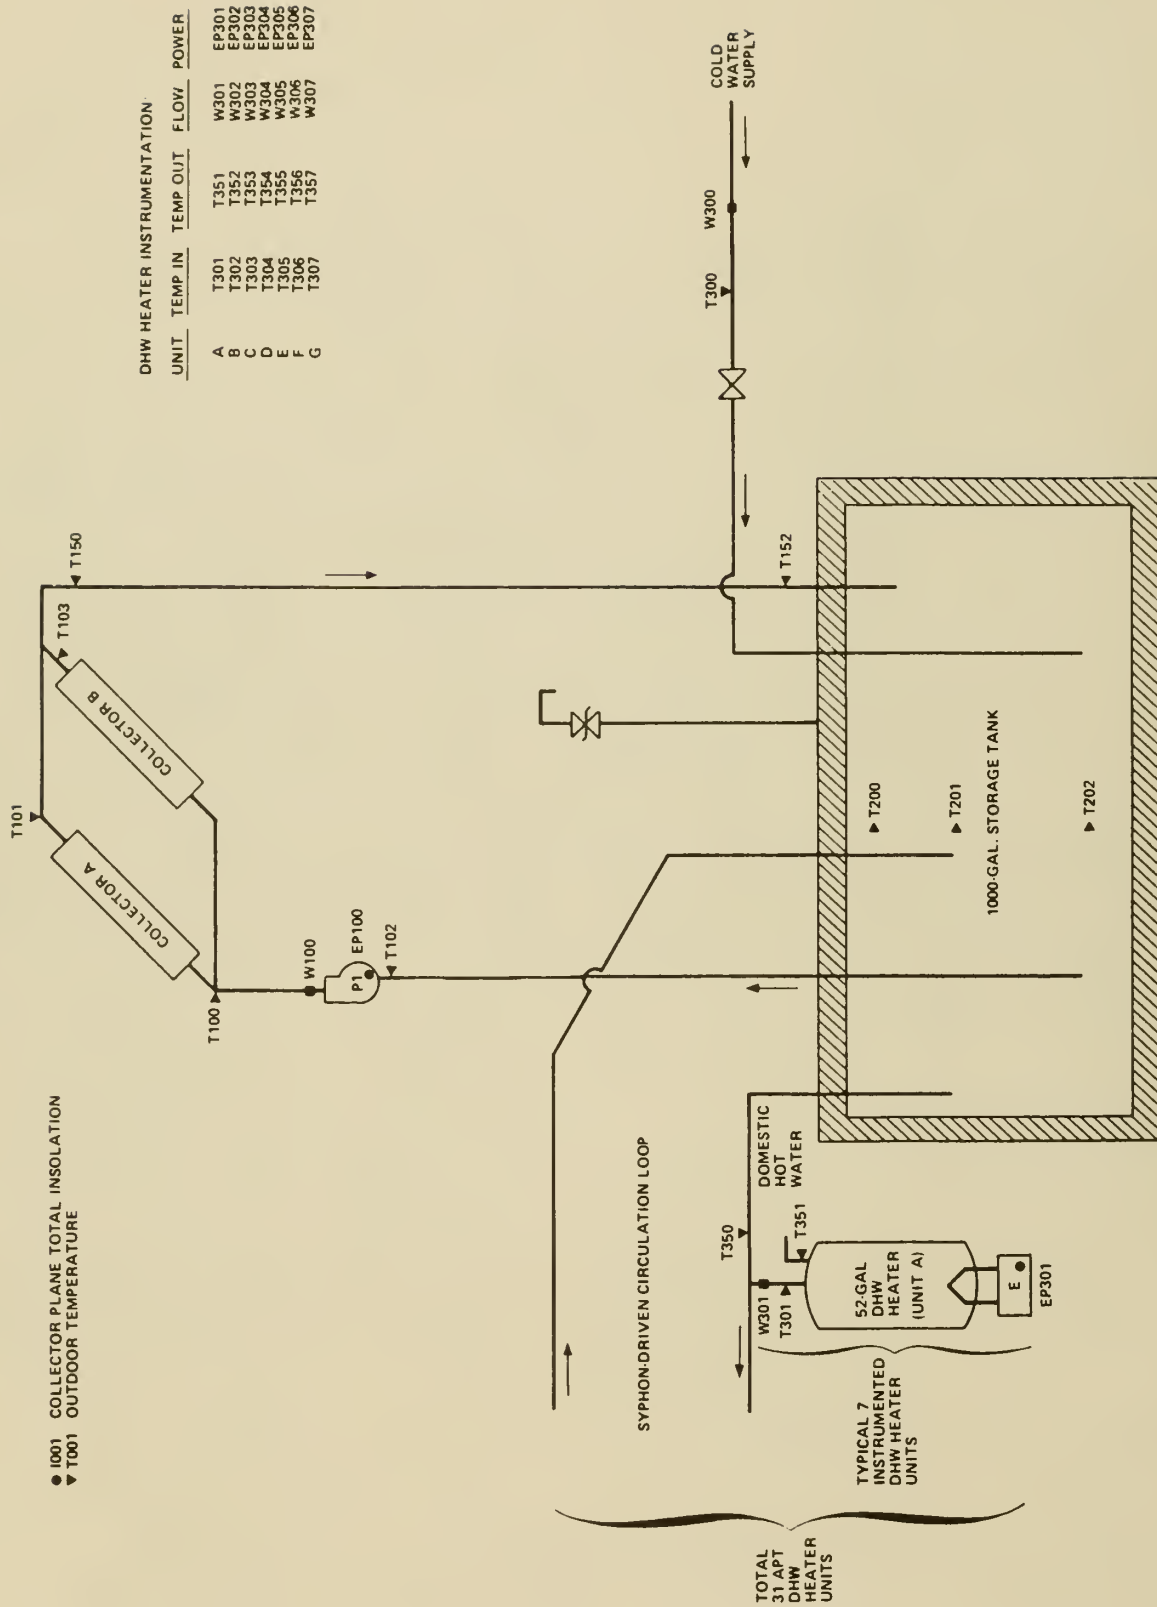 ● I001 COLLECTOR PLANE TOTAL INSOLATION
▼ T001 OUTDOOR TEMPERATURE
DHW HEATER INSTRUMENTATION
UNIT TEMP IN TEMP OUT FLOW POWER
A T301 T351 W301 EP301
B T302 T352 W302 EP302
C T303 T353 W303 EP303
D T304 T354 W304 EP304
E T305 T355 W305 EP305
F T306 T356 W306 EP306
G T307 T357 W307 EP307
T101
T150
T103
COLLECTOR A
COLLECTOR B
T100
W100
P1
EP100
T102
COLD
WATER
SUPPLY
W300
T300
T152
SYPHON-DRIVEN CIRCULATION LOOP
T350
DOMESTIC
HOT
WATER
W301
T301
T351
52-GAL
DHW
HEATER
(UNIT A)
E
EP301
TYPICAL 7
INSTRUMENTED
DHW HEATER
UNITS
TOTAL
31 APT
DHW
HEATER
UNITS
T200
T201
1000-GAL. STORAGE TANK
T202